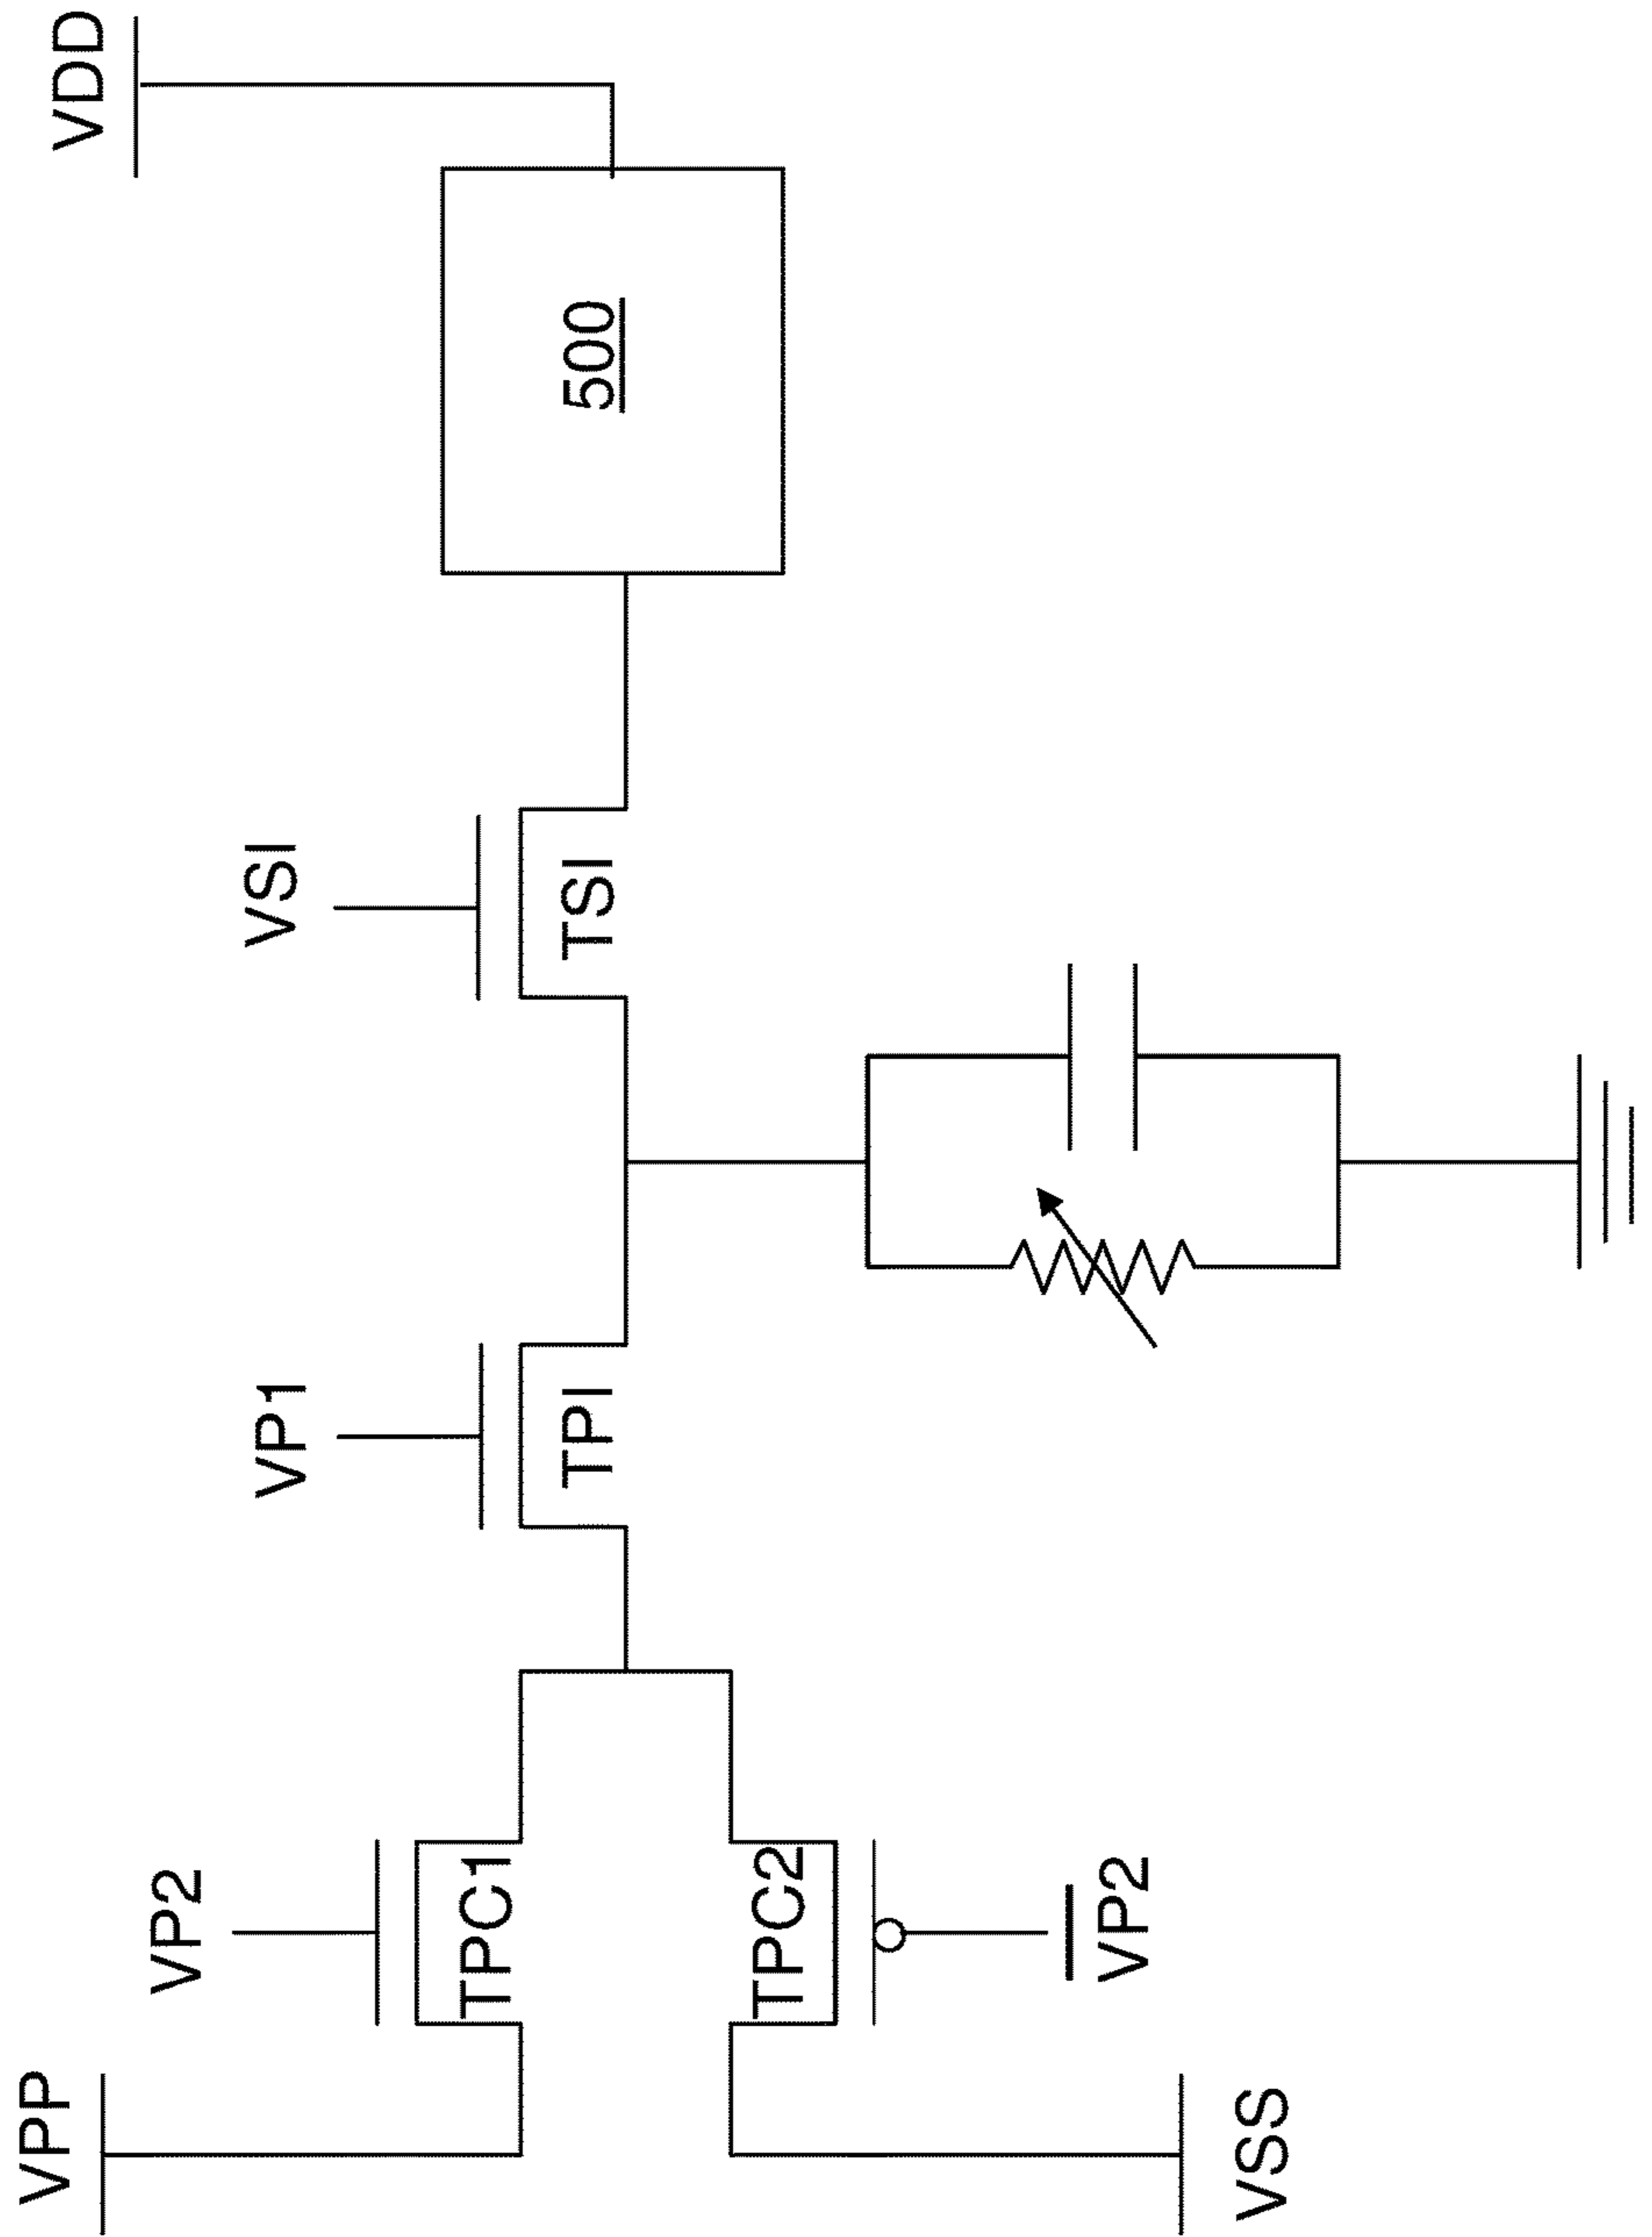 VPP
VDD
VP2
VP1
VSI
TPC1
TPI
TSI
500
TPC2
VP2
VSS